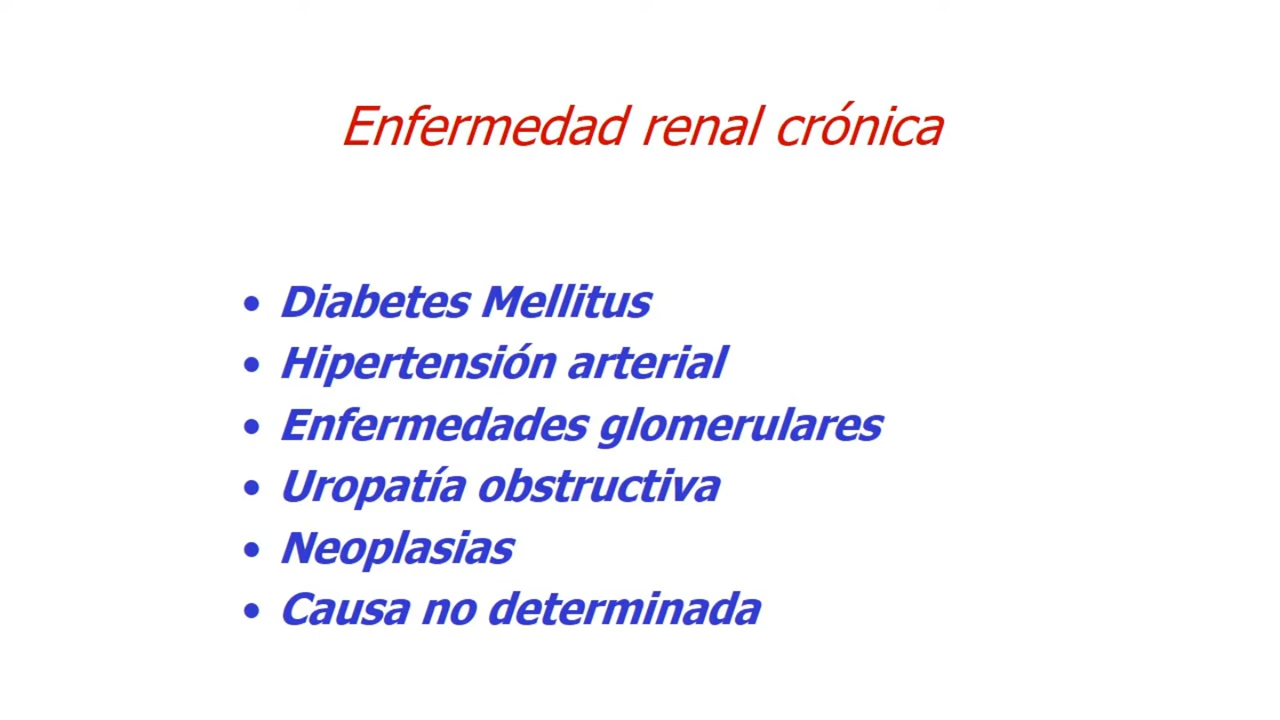 Enfermedad renal crónica
• Diabetes Mellitus
• Hipertensión arterial
• Enfermedades glomerulares
• Uropatía obstructiva
• Neoplasias
• Causa no determinada